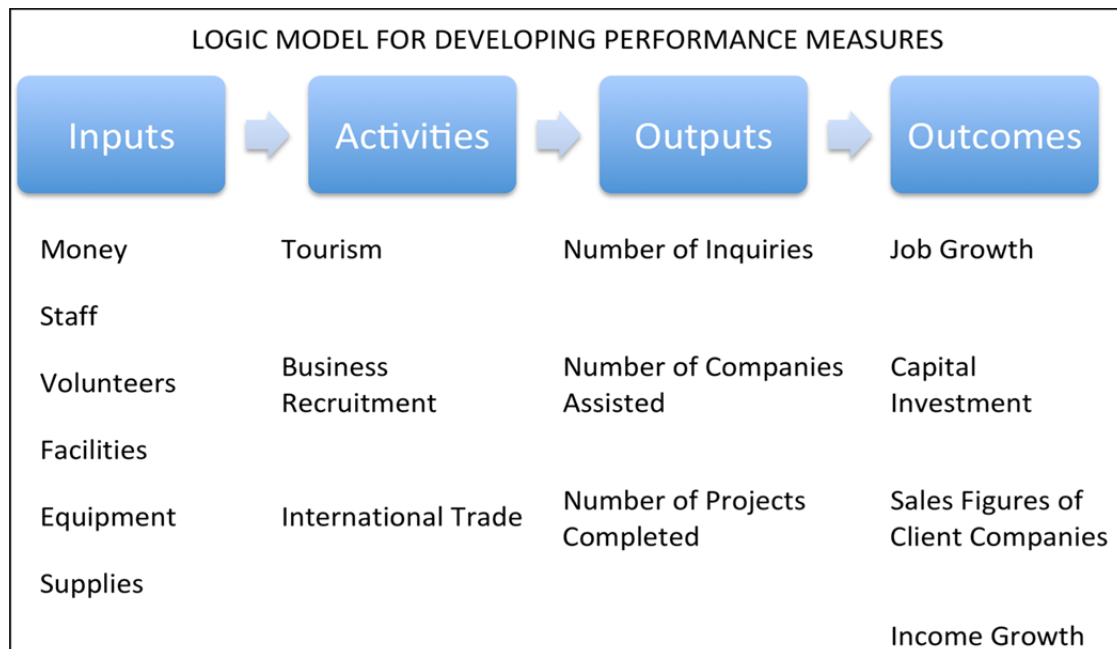 LOGIC MODEL FOR DEVELOPING PERFORMANCE MEASURES
Inputs
Activities
Outputs
Outcomes
Money
Staff
Volunteers
Facilities
Equipment
Supplies
Tourism
Business
Recruitment
International Trade
Number of Inquiries
Number of Companies
Assisted
Number of Projects
Completed
Job Growth
Capital
Investment
Sales Figures of
Client Companies
Income Growth